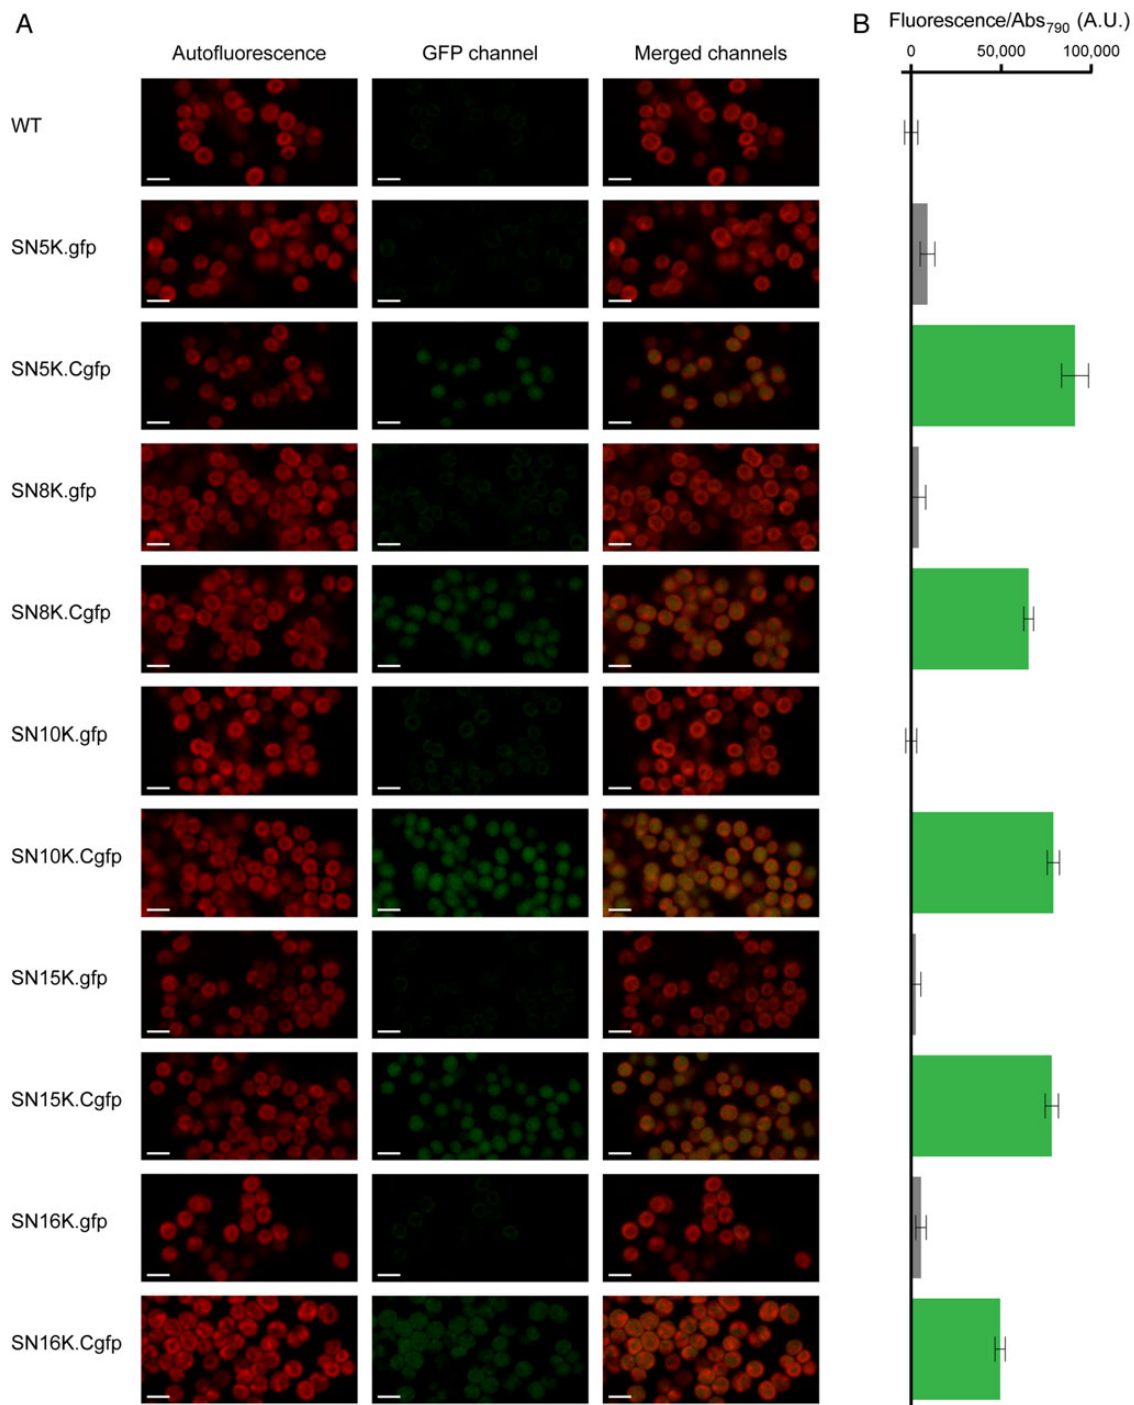 A
B
Fluorescence/Abs790 (A.U.)
Autofluorescence
GFP channel
Merged channels
0
50,000
100,000
WT
SN5K.gfp
SN5K.Cgfp
SN8K.gfp
SN8K.Cgfp
SN10K.gfp
SN10K.Cgfp
SN15K.gfp
SN15K.Cgfp
SN16K.gfp
SN16K.Cgfp